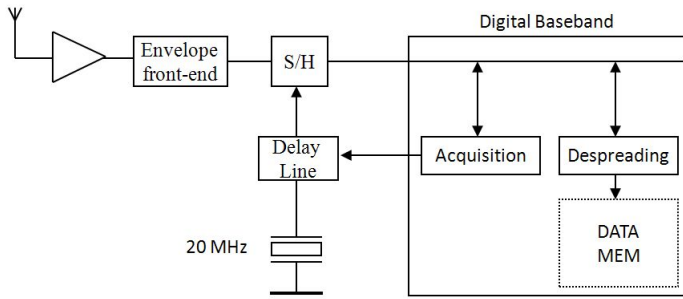 Digital Baseband
Envelope
front-end
S/H
Delay
Line
Acquisition
Despreading
20 MHz
DATA
MEM